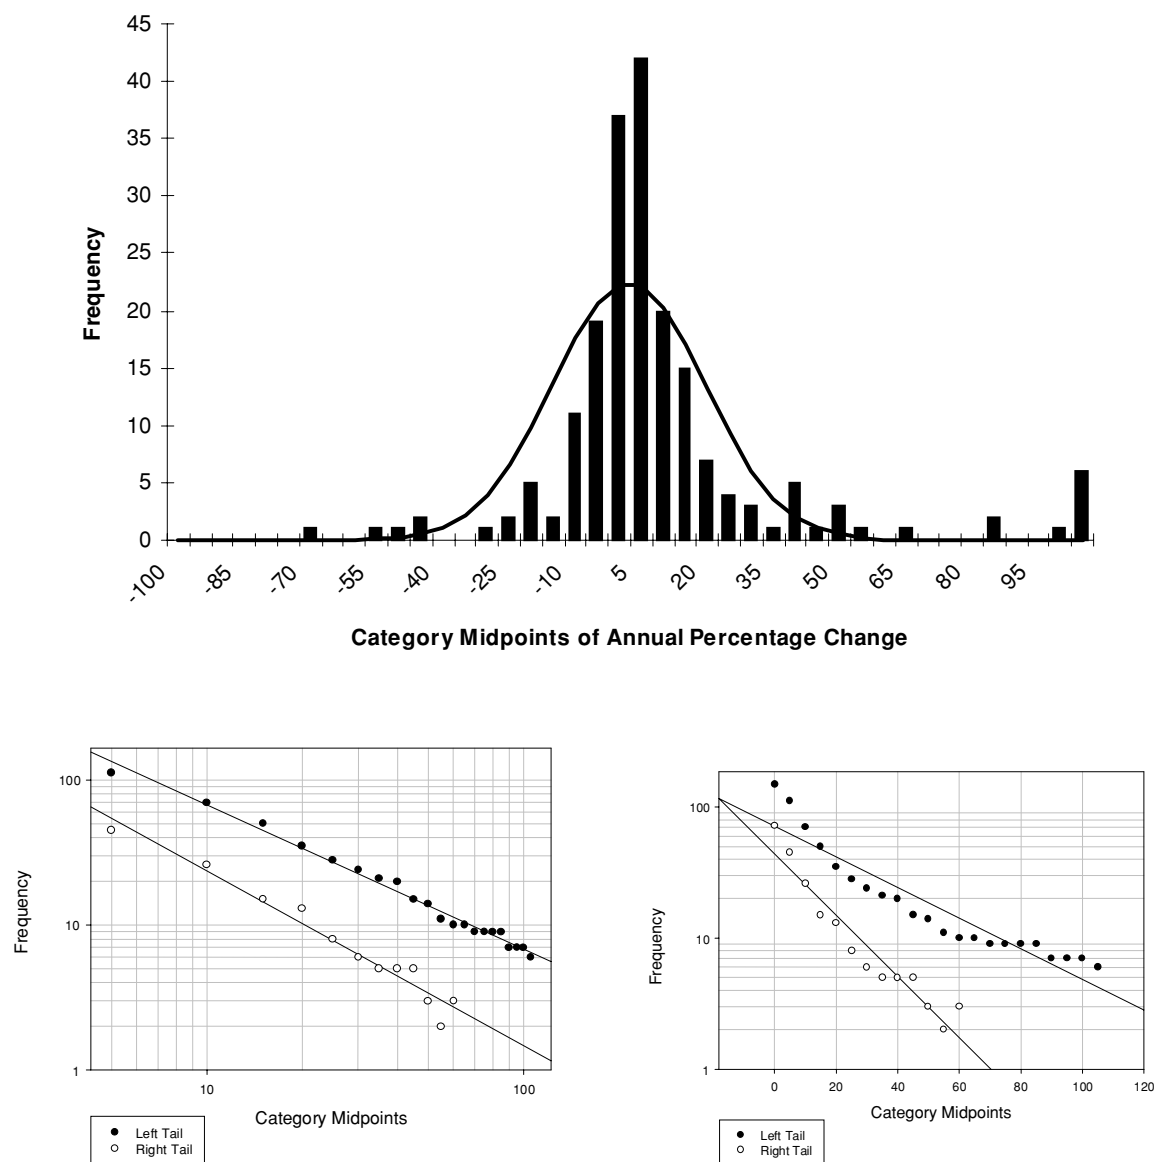 45
40
35
30
25
20
15
10
5
0
Frequency
-100 -85 -70 -55 -40 -25 -10 5 20 35 50 65 80 95
Category Midpoints of Annual Percentage Change
100
10
1
Frequency
10 100
Category Midpoints
Left Tail
Right Tail
100
10
1
Frequency
0 20 40 60 80 100 120
Category Midpoints
Left Tail
Right Tail